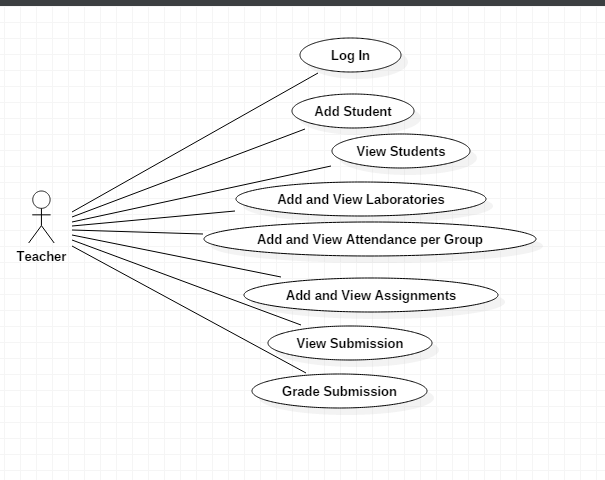 Log In
Add Student
View Students
Add and View Laboratories
Add and View Attendance per Group
Teacher
Add and View Assignments
View Submission
Grade Submission